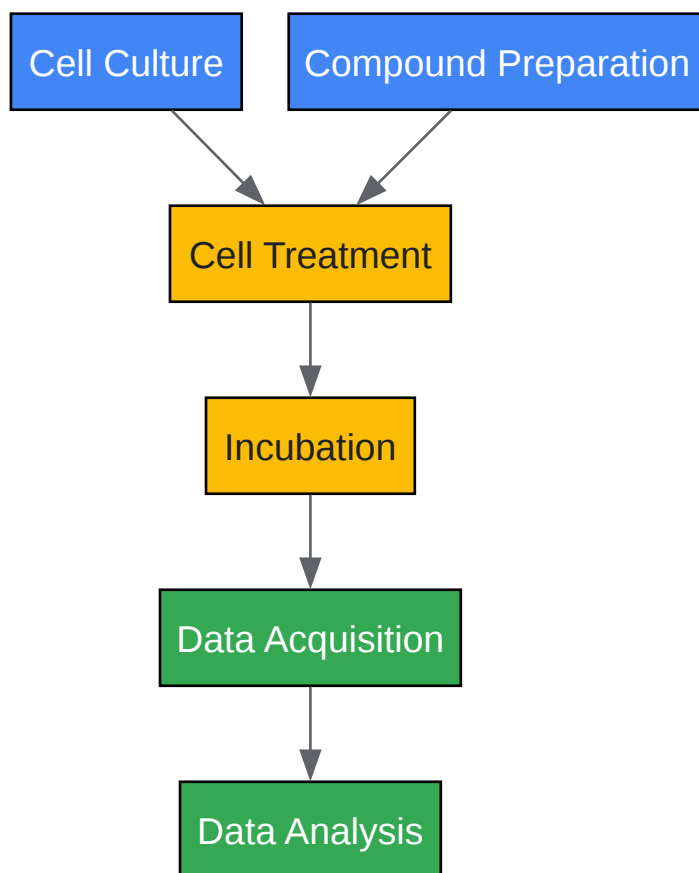 Cell Culture
Compound Preparation
Cell Treatment
Incubation
Data Acquisition
Data Analysis